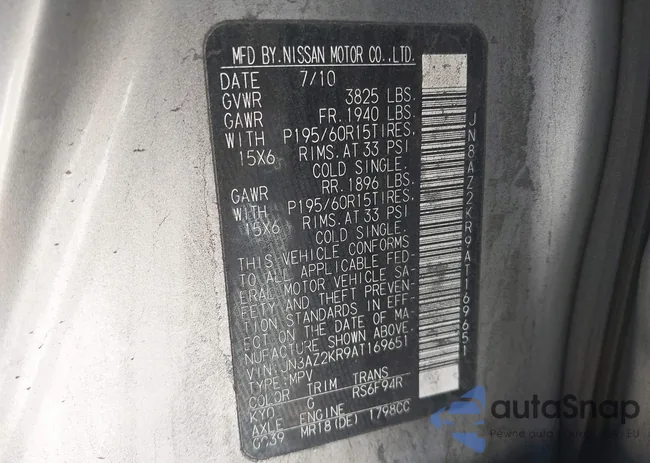 MFD BY NISSAN MOTOR CO.,LTD.
DATE 7/10
GVWR 3825 LBS.
GAWR FR. 1940 LBS.
WITH P195/60R15TIRES,
15X6 RIMS. AT 33 PSI
COLD SINGLE.
GAWR RR. 1896 LBS.
WITH P195/60R15TIRES,
15X6 RIMS. AT 33 PSI
COLD SINGLE.
THIS VEHICLE CONFORMS
TO ALL APPLICABLE FED-
ERAL MOTOR VEHICLE SA-
FETY AND THEFT PREVEN-
TION STANDARDS IN EFF-
ECT ON THE DATE OF MA-
NUFACTURE SHOWN ABOVE.
VIN:JN8AZ2KR9AT169651
TYPE:MPV
COLOR TRIM TRANS
KY0 G RS6F94R
AXLE ENGINE
GG39 MR18(DE) 1798CC
JN8AZ2KR9AT169651
autoSnap